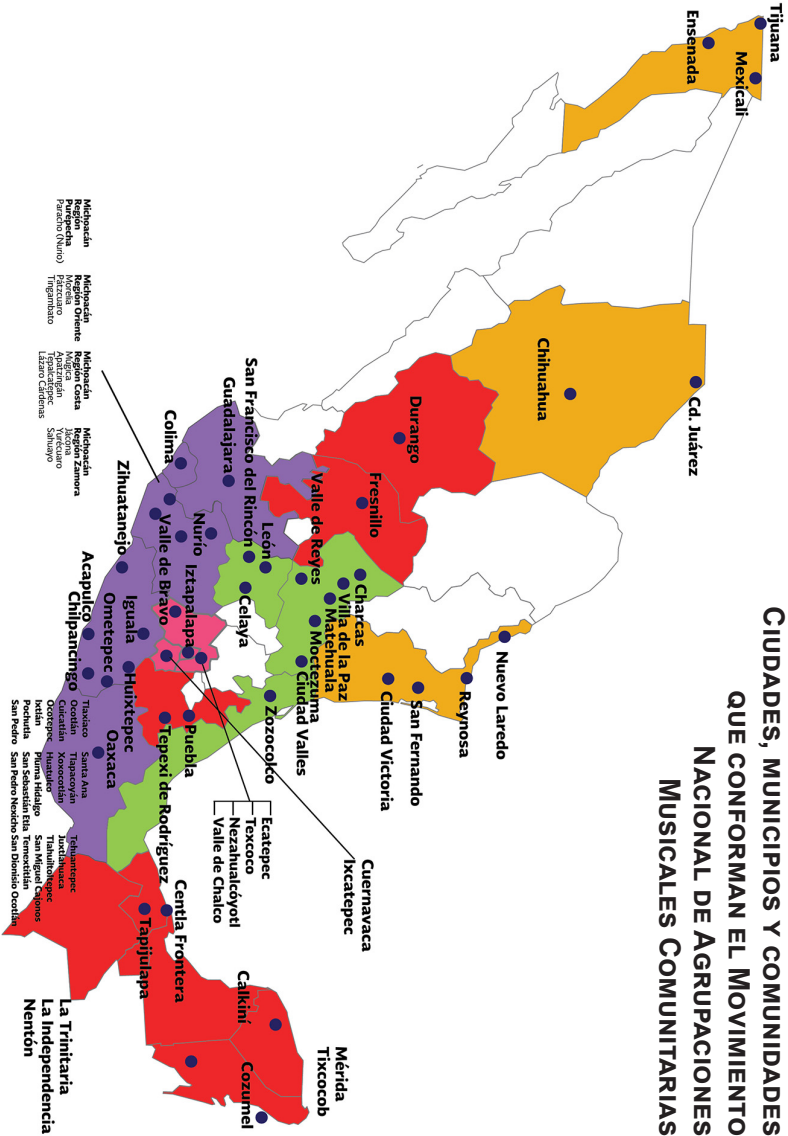 CIUDADES, MUNICIPIOS Y COMUNIDADES
QUE CONFORMAN EL MOVIMIENTO
NACIONAL DE AGRUPACIONES
MUSICALES COMUNITARIAS
Tijuana
Mexicali
Ensenada
Cd. Juárez
Chihuahua
Durango
Fresnillo
Nuevo Laredo
Reynosa
San Fernando
Ciudad Victoria
Charcas
Villa de la Paz
Matehuala
Moctezuma
Valle de Reyes
Ciudad Valles
Zozocolco
León
San Francisco del Rincón
Guadalajara
Celaya
Colima
Nurío
Valle de Bravo
Iztapalapa
Zihuatanejo
Iguala
Huixtepec
Ometepec
Acapulco
Chilpancingo
Oaxaca
Puebla
Tepexi de Rodríguez
Cuernavaca
Ixcatepec
Ecatepec
Texcoco
Nezahualcóyotl
Valle de Chalco
Centla Frontera
Tapijulapa
Calkiní
Mérida
Tixcocob
Cozumel
La Trinitaria
La Independencia
Nentón
Michoacán
Región
Purépecha
Paracho (Nurio)
Michoacán
Región Oriente
Morelia
Pátzcuaro
Tingambato
Michoacán
Región Costa
Múgica
Apatzingán
Tepalcatepec
Lázaro Cárdenas
Michoacán
Región Zamora
Jacona
Yurécuaro
Sahuayo
Tlaxiaco
Ocotlán
Cuicatlán
Ocotepec
Ixtlán
Pochutla
San Pedro
Santa Ana
Tlapacoyán
Xoxocotlán
Huatulco
Pluma Hidalgo
San Sebastián Etla
San Pedro Nexicho
Tehuantepec
Juxtlahuaca
Tlahuitoltepec
San Miguel Cajonos
Temextitlán
San Dionisio Ocotlán